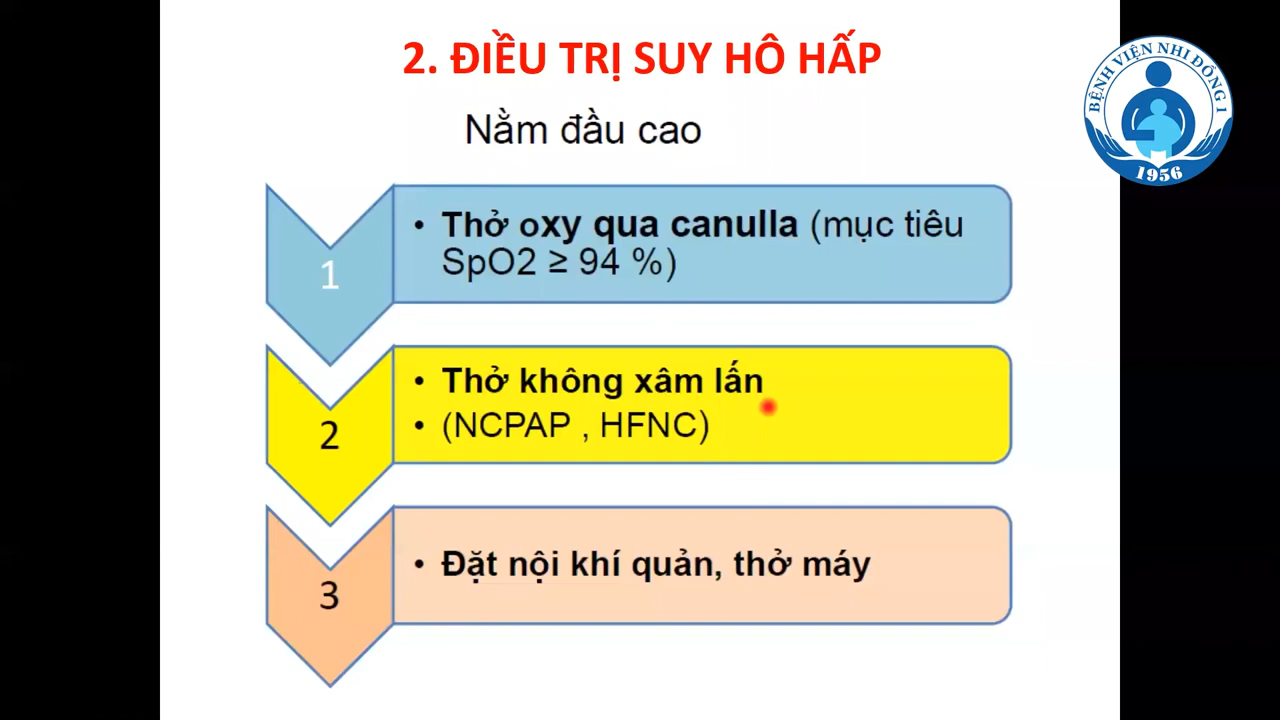 2. ĐIỀU TRỊ SUY HÔ HẤP
BỆNH VIỆN NHI ĐỒNG 1
1956
Nằm đầu cao
1
• Thở oxy qua canulla (mục tiêu
SpO2 ≥ 94 %)
2
• Thở không xâm lấn
• (NCPAP , HFNC)
3
• Đặt nội khí quản, thở máy